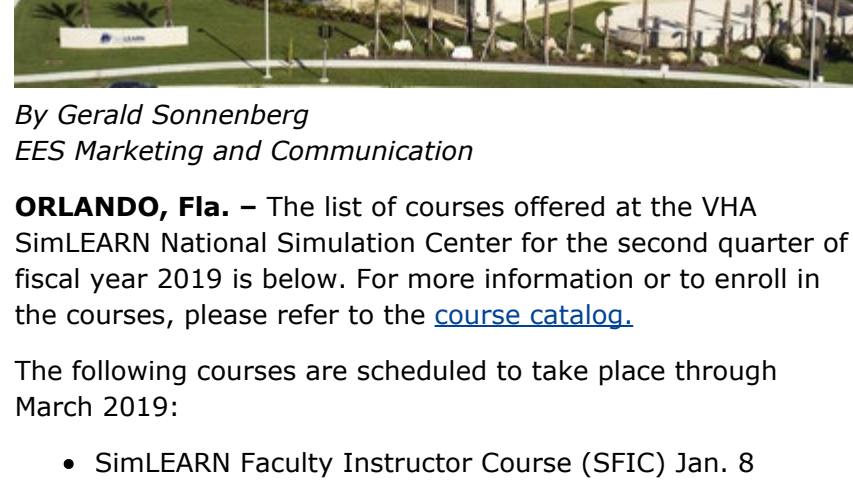 By Gerald Sonnenberg
EES Marketing and Communication
ORLANDO, Fla. – The list of courses offered at the VHA
SimLEARN National Simulation Center for the second quarter of
fiscal year 2019 is below. For more information or to enroll in
the courses, please refer to the course catalog.
The following courses are scheduled to take place through
March 2019:
• SimLEARN Faculty Instructor Course (SFIC) Jan. 8